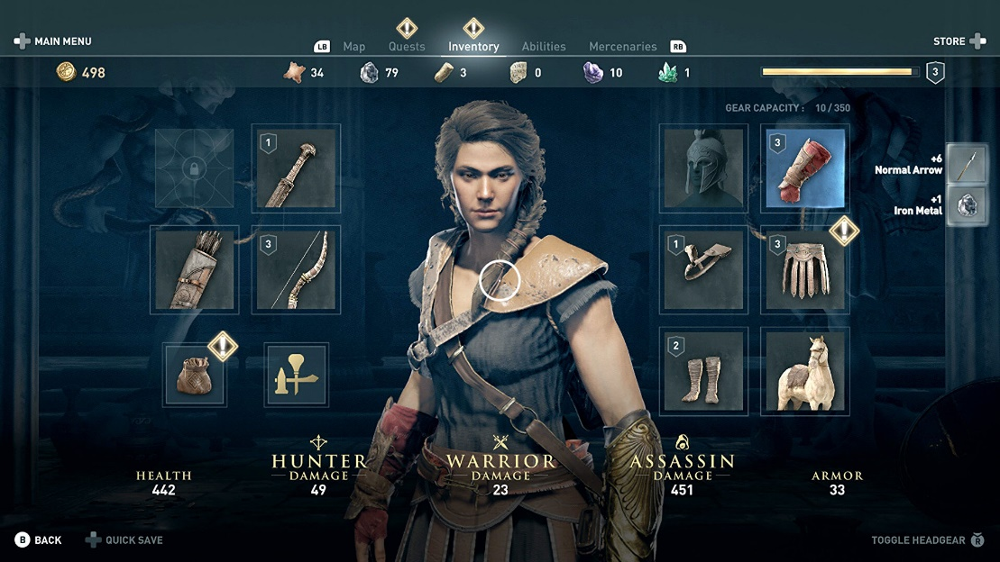 MAIN MENU
LB Map Quests Inventory Abilities Mercenaries RB
STORE
498
34 79 3 0 10 1
3
GEAR CAPACITY : 10 / 350
1
3
+6
Normal Arrow
+1
Iron Metal
3
1
3
2
HEALTH
442
HUNTER
DAMAGE
49
WARRIOR
DAMAGE
23
ASSASSIN
DAMAGE
451
ARMOR
33
B BACK
QUICK SAVE
TOGGLE HEADGEAR R